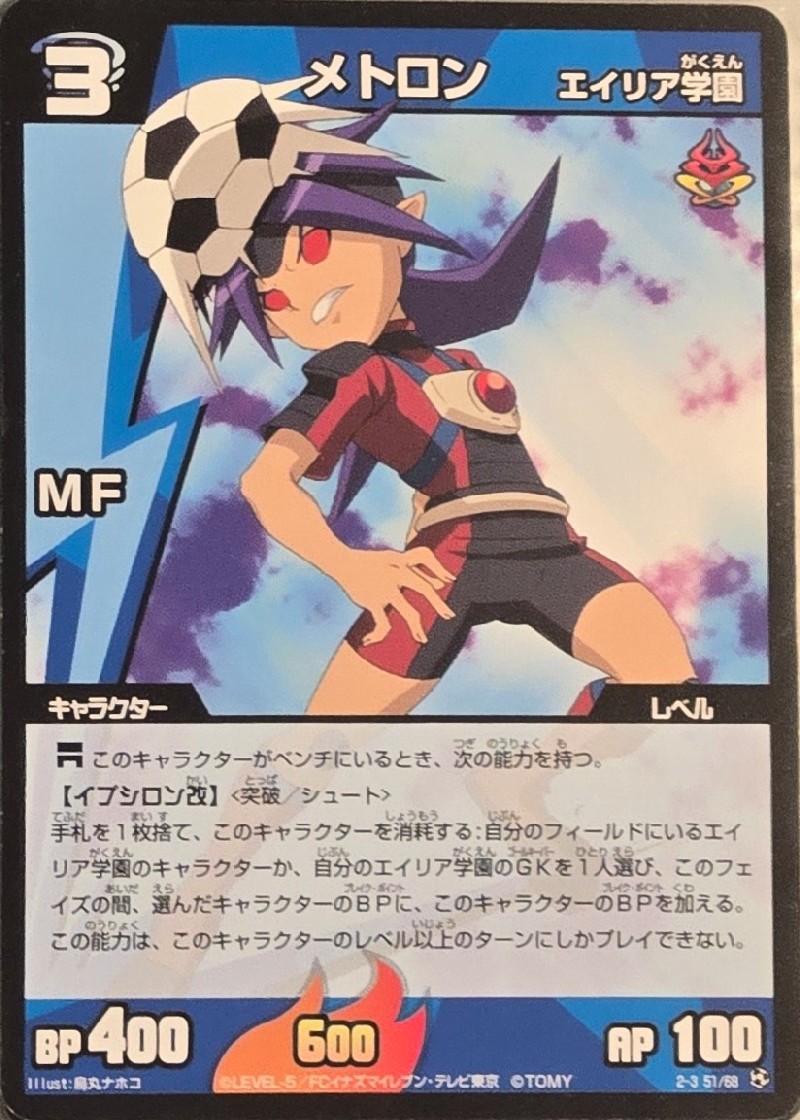 3
メトロン
がくえん
エイリア学園
MF
キャラクター
レベル
つぎ のうりょく も
このキャラクターがベンチにいるとき、次の能力を持つ。
かい とっぱ
【イプシロン改】<突破/シュート>
てふだ まいす しょうもう じぶん
手札を1枚捨て、このキャラクターを消耗する:自分のフィールドにいるエイ
がくえん じぶん がくえん ゴールキーパー ひとり えら
リア学園のキャラクターか、自分のエイリア学園のGKを1人選び、このフェ
あいだ えら ブレイク・ポイント ブレイク・ポイント くわ
イズの間、選んだキャラクターのBPに、このキャラクターのBPを加える。
のうりょく いじょう
この能力は、このキャラクターのレベル以上のターンにしかプレイできない。
BP400
600
AP 100
Illust:烏丸ナホコ
©LEVEL-5/FCイナズマイレブン・テレビ東京 ©TOMY
2-3 51/68